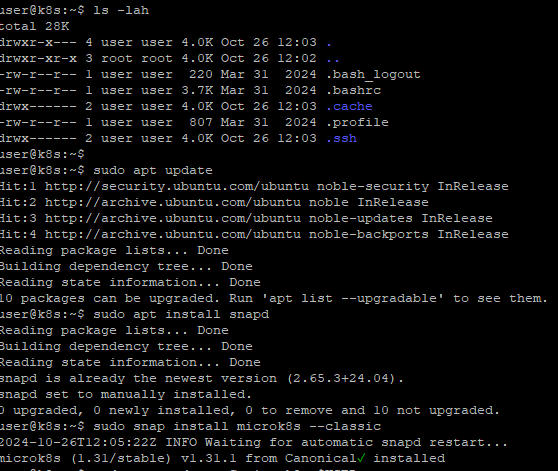 user@k8s:~$ ls -lah
total 28K
drwxr-x--- 4 user user 4.0K Oct 26 12:03 .
drwxr-xr-x 3 root root 4.0K Oct 26 12:02 ..
-rw-r--r-- 1 user user  220 Mar 31  2024 .bash_logout
-rw-r--r-- 1 user user 3.7K Mar 31  2024 .bashrc
drwx------ 2 user user 4.0K Oct 26 12:03 .cache
-rw-r--r-- 1 user user  807 Mar 31  2024 .profile
drwx------ 2 user user 4.0K Oct 26 12:03 .ssh
user@k8s:~$
user@k8s:~$ sudo apt update
Hit:1 http://security.ubuntu.com/ubuntu noble-security InRelease
Hit:2 http://archive.ubuntu.com/ubuntu noble InRelease
Hit:3 http://archive.ubuntu.com/ubuntu noble-updates InRelease
Hit:4 http://archive.ubuntu.com/ubuntu noble-backports InRelease
Reading package lists... Done
Building dependency tree... Done
Reading state information... Done
10 packages can be upgraded. Run 'apt list --upgradable' to see them.
user@k8s:~$ sudo apt install snapd
Reading package lists... Done
Building dependency tree... Done
Reading state information... Done
snapd is already the newest version (2.65.3+24.04).
snapd set to manually installed.
0 upgraded, 0 newly installed, 0 to remove and 10 not upgraded.
user@k8s:~$ sudo snap install microk8s --classic
2024-10-26T12:05:22Z INFO Waiting for automatic snapd restart...
microk8s (1.31/stable) v1.31.1 from Canonical✓ installed